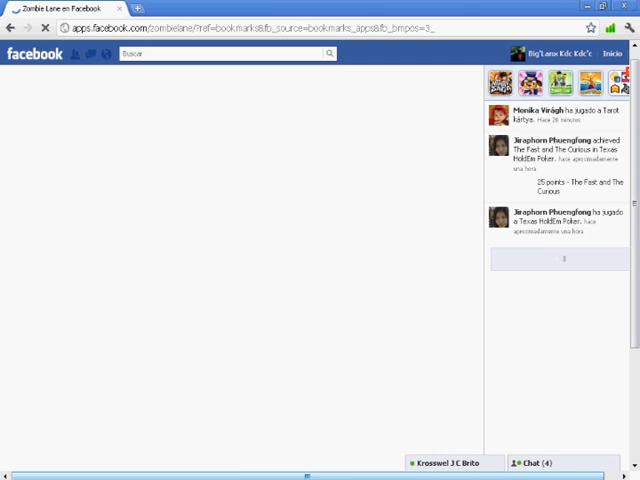 Zombie Lane en Facebook
apps.facebook.com/zombielane/?ref=bookmarks&fb_source=bookmarks_apps&fb_bmpos=3_
facebook
Buscar
Big'Lanx Kdc Kdc'c
Inicio
Monika Virágh ha jugado a Tarot
kártya. Hace 20 minutos
Jiraphorn Phuengfong achieved
The Fast and The Curious in Texas
HoldEm Poker. hace aproximadamente
una hora
25 points - The Fast and The
Curious
Jiraphorn Phuengfong ha jugado
a Texas HoldEm Poker. hace
aproximadamente una hora
Krosswel J C Brito
Chat (4)